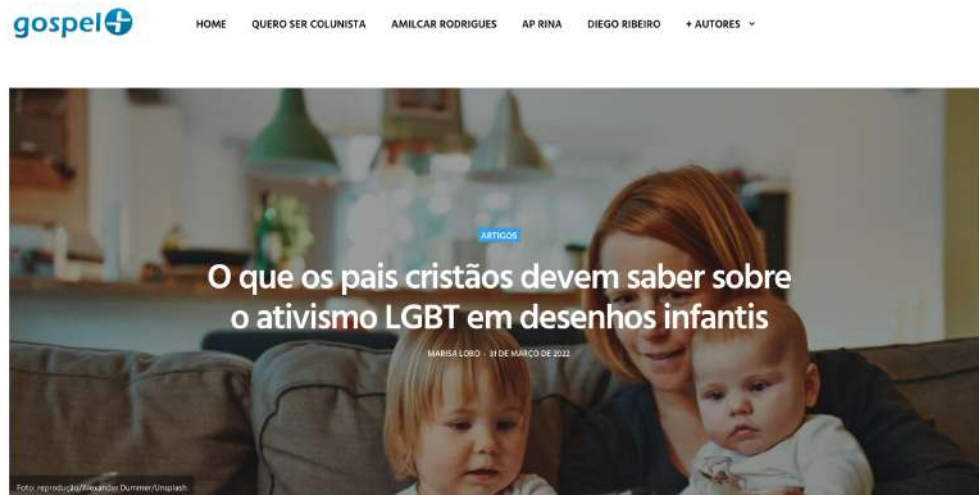 gospel+
HOME QUERO SER COLUNISTA AMILCAR RODRIGUES AP RINA DIEGO RIBEIRO + AUTORES
ARTIGOS
O que os pais cristãos devem saber sobre
o ativismo LGBT em desenhos infantis
MARISA LOBO - 31 DE MARÇO DE 2022
Foto: reprodução/Alexander Dummer/Unsplash.